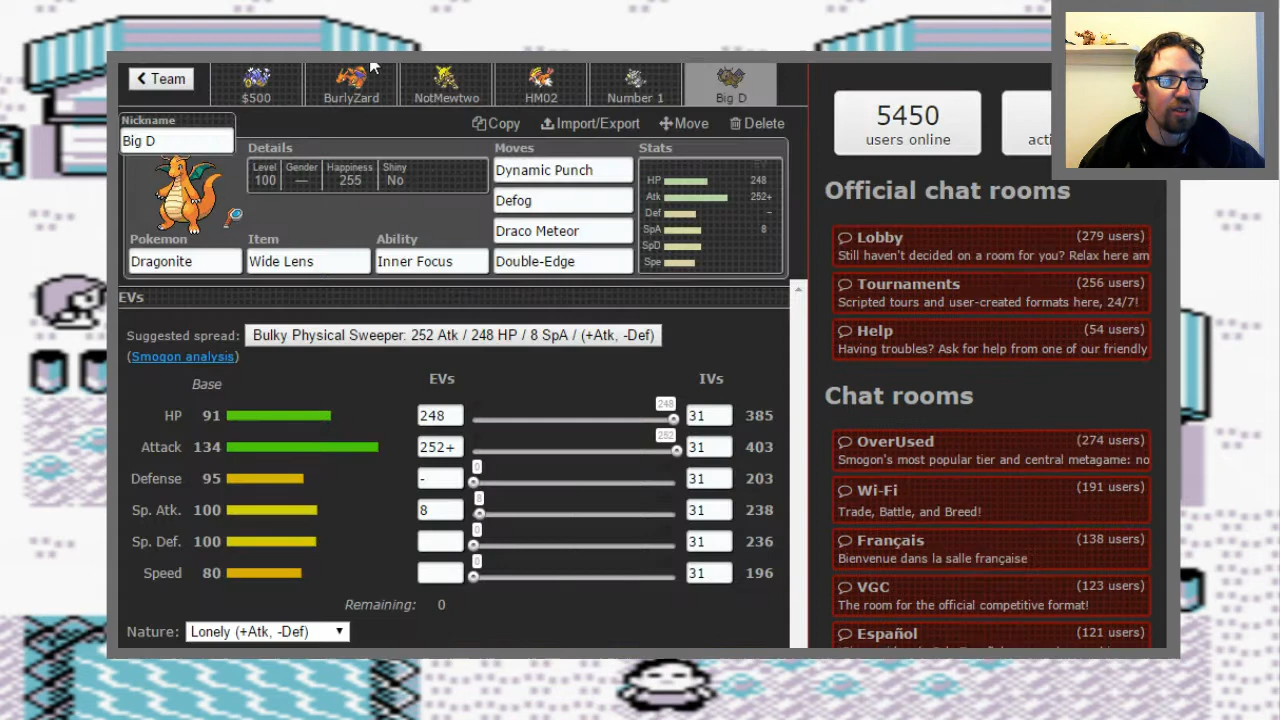 Team
$500
BurlyZard
NotMewtwo
HM02
Number 1
Big D
Nickname
Big D
Copy
Import/Export
Move
Delete
Details
Level
100
Gender
—
Happiness
255
Shiny
No
Pokemon
Dragonite
Item
Wide Lens
Ability
Inner Focus
Moves
Dynamic Punch
Defog
Draco Meteor
Double-Edge
Stats
HP 248
Atk 252+
Def -
SpA 8
SpD
Spe
EVs
Suggested spread: Bulky Physical Sweeper: 252 Atk / 248 HP / 8 SpA / (+Atk, -Def)
(Smogon analysis)
Base EVs IVs
HP 91 248 248 31 385
Attack 134 252+ 252 31 403
Defense 95 - 0 31 203
Sp. Atk. 100 8 8 31 238
Sp. Def. 100 0 31 236
Speed 80 0 31 196
Remaining: 0
Nature: Lonely (+Atk, -Def)
5450
users online
acti
Official chat rooms
Lobby (279 users)
Still haven't decided on a room for you? Relax here am
Tournaments (256 users)
Scripted tours and user-created formats here, 24/7!
Help (54 users)
Having troubles? Ask for help from one of our friendly
Chat rooms
OverUsed (274 users)
Smogon's most popular tier and central metagame: no
Wi-Fi (191 users)
Trade, Battle, and Breed!
Français (138 users)
Bienvenue dans la salle française
VGC (123 users)
The room for the official competitive format!
Español (121 users)